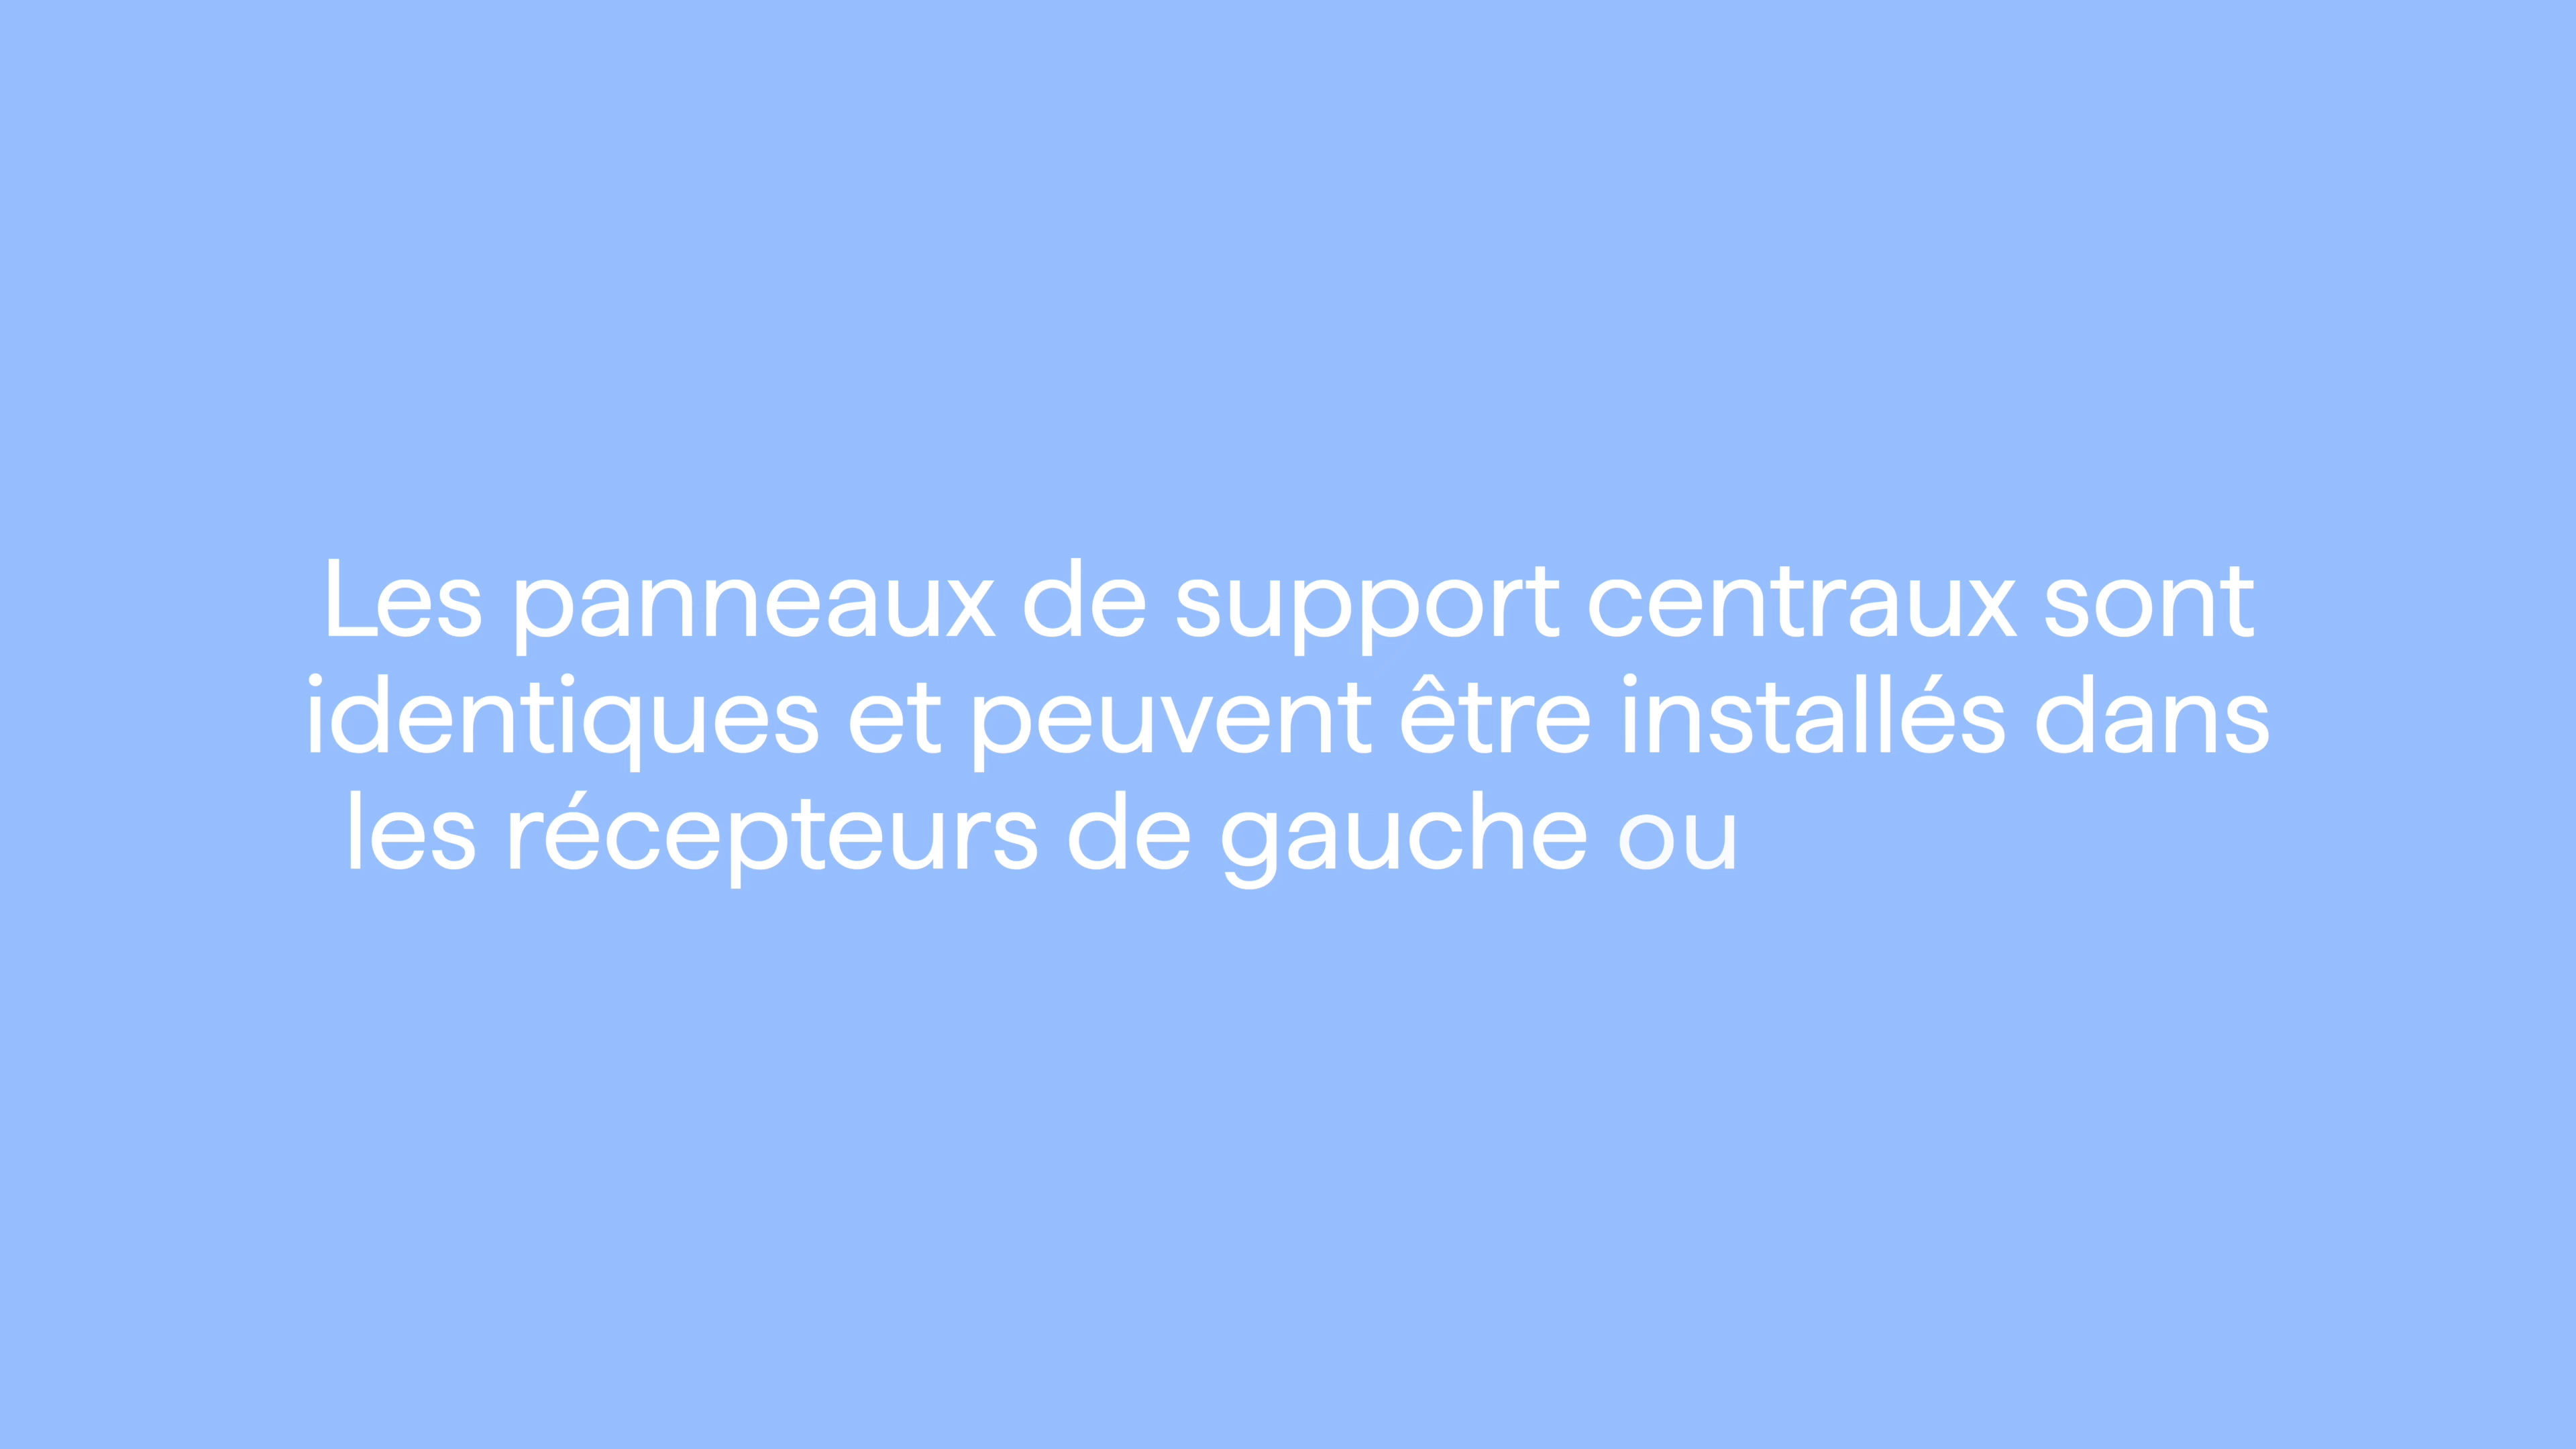 Les panneaux de support centraux sont
identiques et peuvent être installés dans
les récepteurs de gauche ou